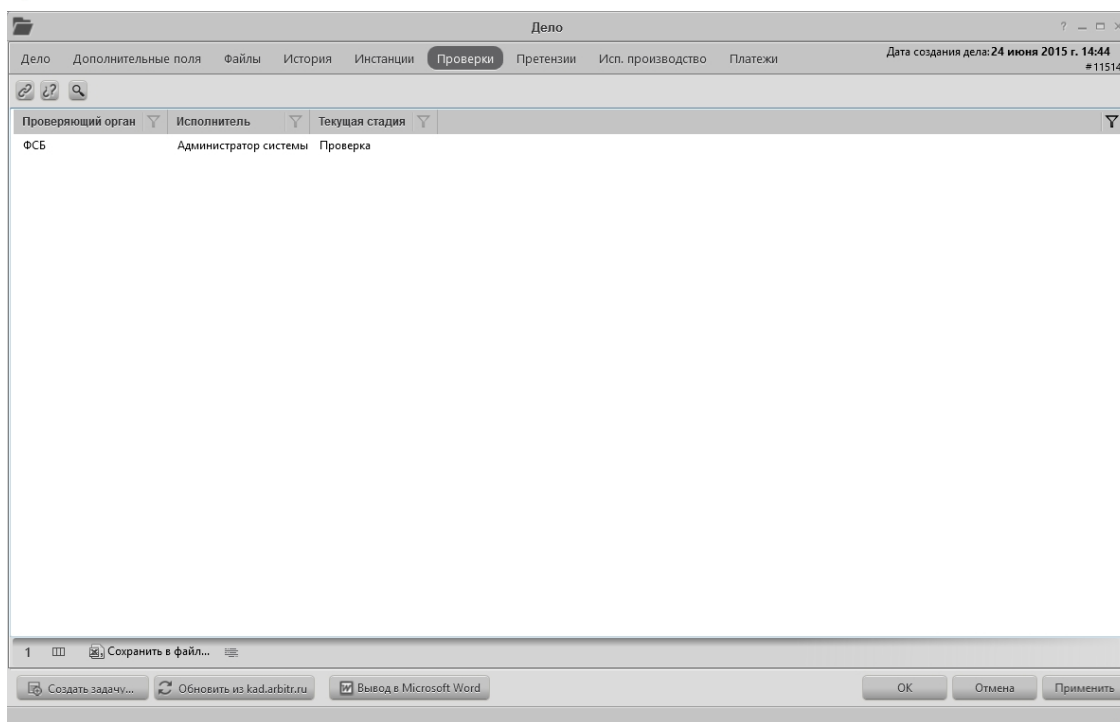 Дело
? 
Дело Дополнительные поля Файлы История Инстанции Проверки Претензии Исп. производство Платежи
Дата создания дела: 24 июня 2015 г. 14:44
#11514
Проверяющий орган Исполнитель Текущая стадия
ФСБ Администратор системы Проверка
1 Сохранить в файл...
Создать задачу... Обновить из kad.arbitr.ru Вывод в Microsoft Word OK Отмена Применить